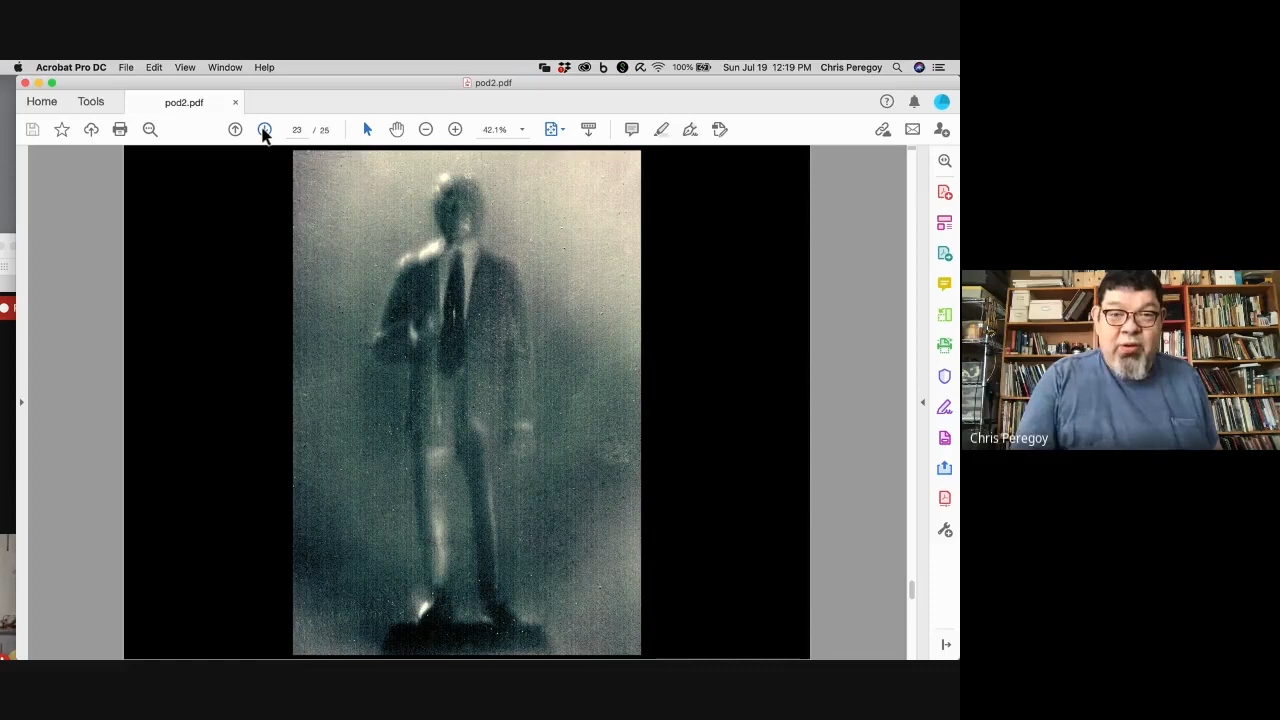 Acrobat Pro DC File Edit View Window Help 100% Sun Jul 19 12:19 PM Chris Peregoy
pod2.pdf
Home Tools pod2.pdf ×
23 / 25 42.1%
Chris Peregoy